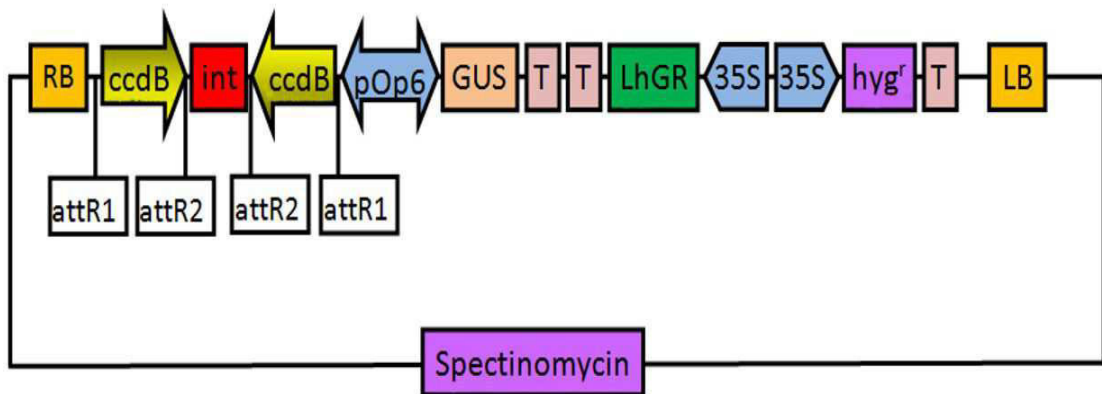 RB ccdB int ccdB pOp6 GUS T T LhGR 35S 35S hygʳ T LB
attR1 attR2 attR2 attR1
Spectinomycin